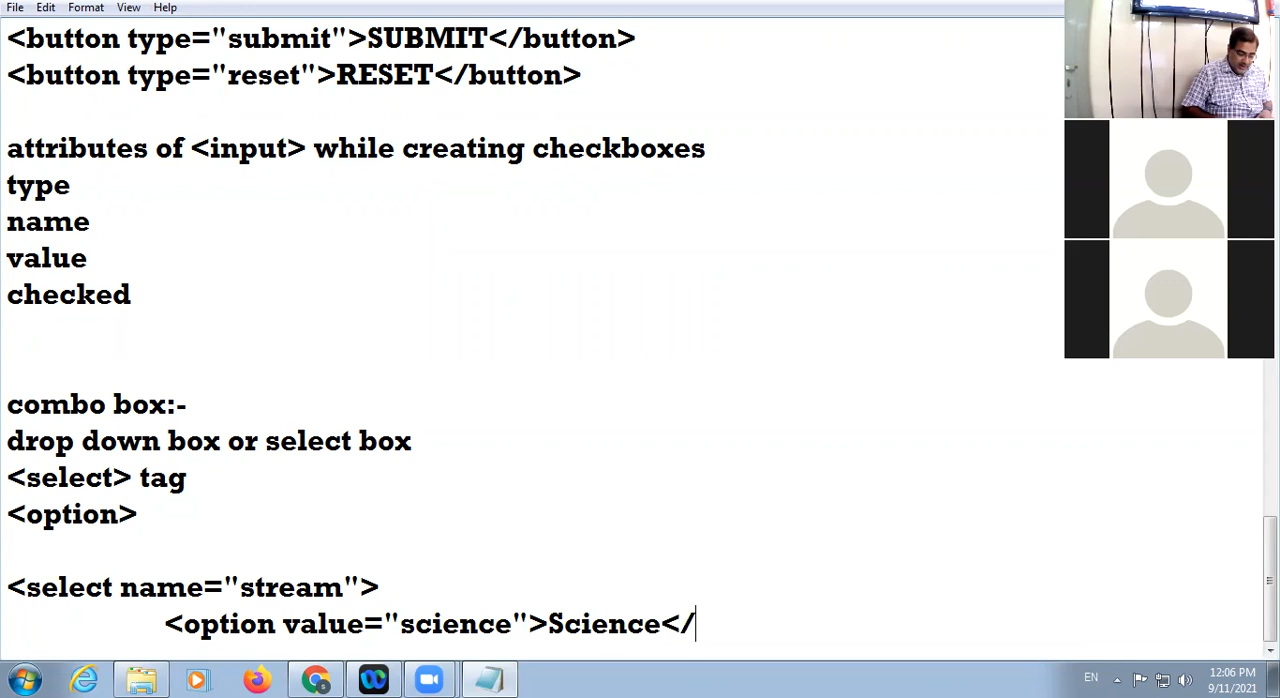 File Edit Format View Help
<button type="submit">SUBMIT</button>
<button type="reset">RESET</button>
attributes of <input> while creating checkboxes
type
name
value
checked
combo box:-
drop down box or select box
<select> tag
<option>
<select name="stream">
<option value="science">Science</
EN
12:06 PM
9/11/2021